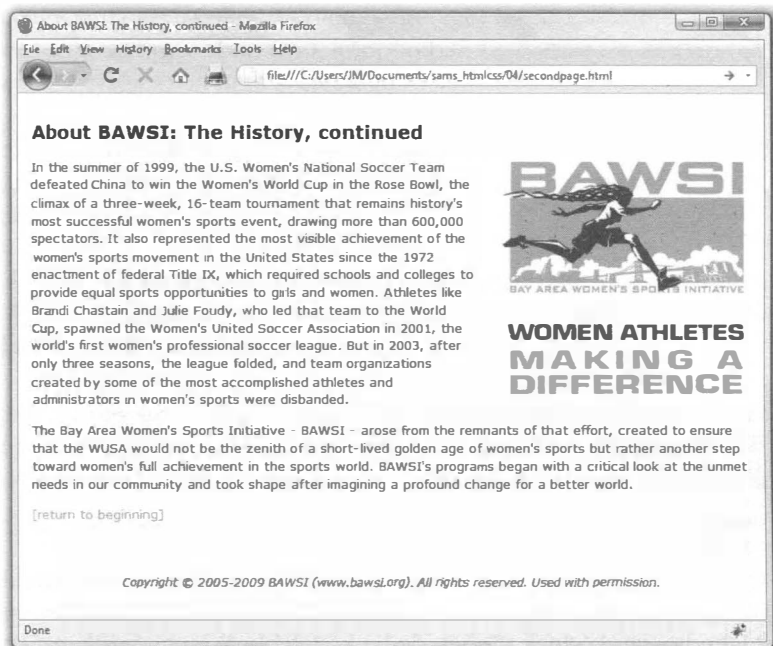 About BAWSI: The History, continued - Mozilla Firefox
File Edit View History Bookmarks Tools Help
file:///C:/Users/JM/Documents/sams_htmlcss/04/secondpage.html
About BAWSI: The History, continued
In the summer of 1999, the U.S. Women's National Soccer Team
defeated China to win the Women's World Cup in the Rose Bowl, the
climax of a three-week, 16-team tournament that remains history's
most successful women's sports event, drawing more than 600,000
spectators. It also represented the most visible achievement of the
women's sports movement in the United States since the 1972
enactment of federal Title IX, which required schools and colleges to
provide equal sports opportunities to girls and women. Athletes like
Brandi Chastain and Julie Foudy, who led that team to the World
Cup, spawned the Women's United Soccer Association in 2001, the
world's first women's professional soccer league. But in 2003, after
only three seasons, the league folded, and team organizations
created by some of the most accomplished athletes and
administrators in women's sports were disbanded.
BAWSI
BAY AREA WOMEN'S SPORTS INITIATIVE
WOMEN ATHLETES
MAKING A
DIFFERENCE
The Bay Area Women's Sports Initiative - BAWSI - arose from the remnants of that effort, created to ensure
that the WUSA would not be the zenith of a short-lived golden age of women's sports but rather another step
toward women's full achievement in the sports world. BAWSI's programs began with a critical look at the unmet
needs in our community and took shape after imagining a profound change for a better world.
[return to beginning]
Copyright © 2005-2009 BAWSI (www.bawsi.org). All rights reserved. Used with permission.
Done